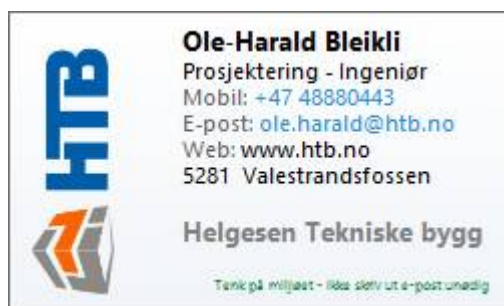 HTB
Ole-Harald Bleikli
Prosjektering - Ingeniør
Mobil: +47 48880443
E-post: ole.harald@htb.no
Web: www.htb.no
5281 Valestrandsfossen
Helgesen Tekniske bygg
Tenk på miljøet - ikke skriv ut e-post unødig